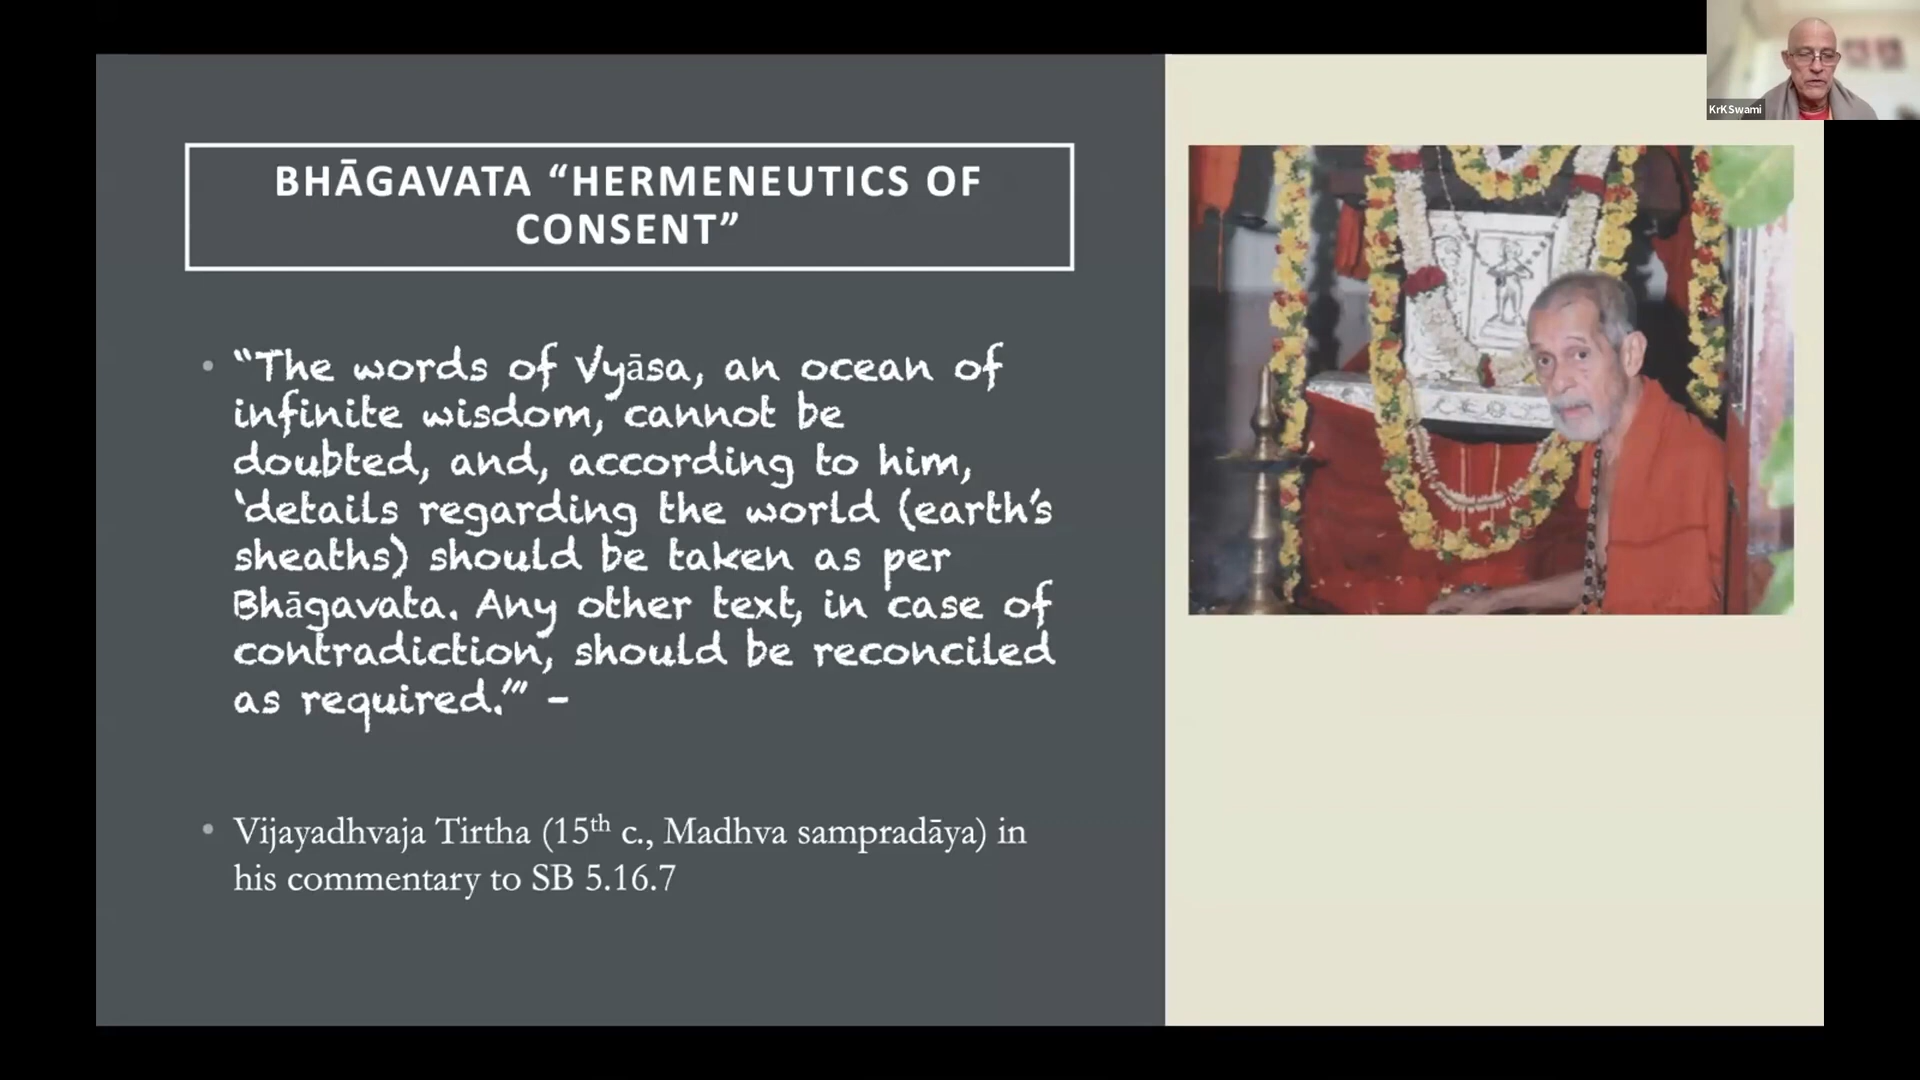 KrKSwami
BHĀGAVATA “HERMENEUTICS OF
CONSENT”
• “The words of Vyāsa, an ocean of
infinite wisdom, cannot be
doubted, and, according to him,
‘details regarding the world (earth’s
sheaths) should be taken as per
Bhāgavata. Any other text, in case of
contradiction, should be reconciled
as required.’” –
• Vijayadhvaja Tirtha (15th c., Madhva sampradāya) in
his commentary to SB 5.16.7